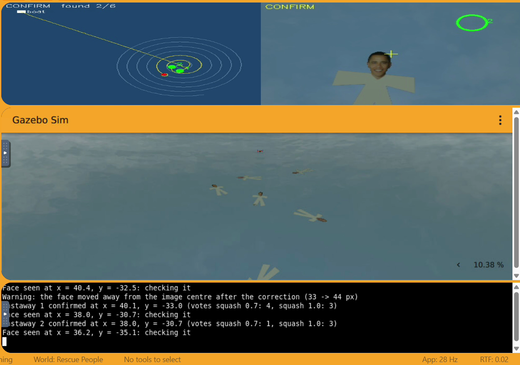 CONFIRM found 2/6
boat
CONFIRM
Gazebo Sim
10.38 %
Face seen at x = 40.4, y = -32.5: checking it
Warning: the face moved away from the image centre after the correction (33 -> 44 px)
astaway 1 confirmed at x = 40.1, y = -33.0 (votes squash 0.7: 4, squash 1.0: 3)
ace seen at x = 38.0, y = -30.7: checking it
astaway 2 confirmed at x = 38.0, y = -30.7 (votes squash 0.7: 1, squash 1.0: 3)
Face seen at x = 36.2, y = -35.1: checking it
ning World: Rescue People No tools to select App: 28 Hz RTF: 0.02